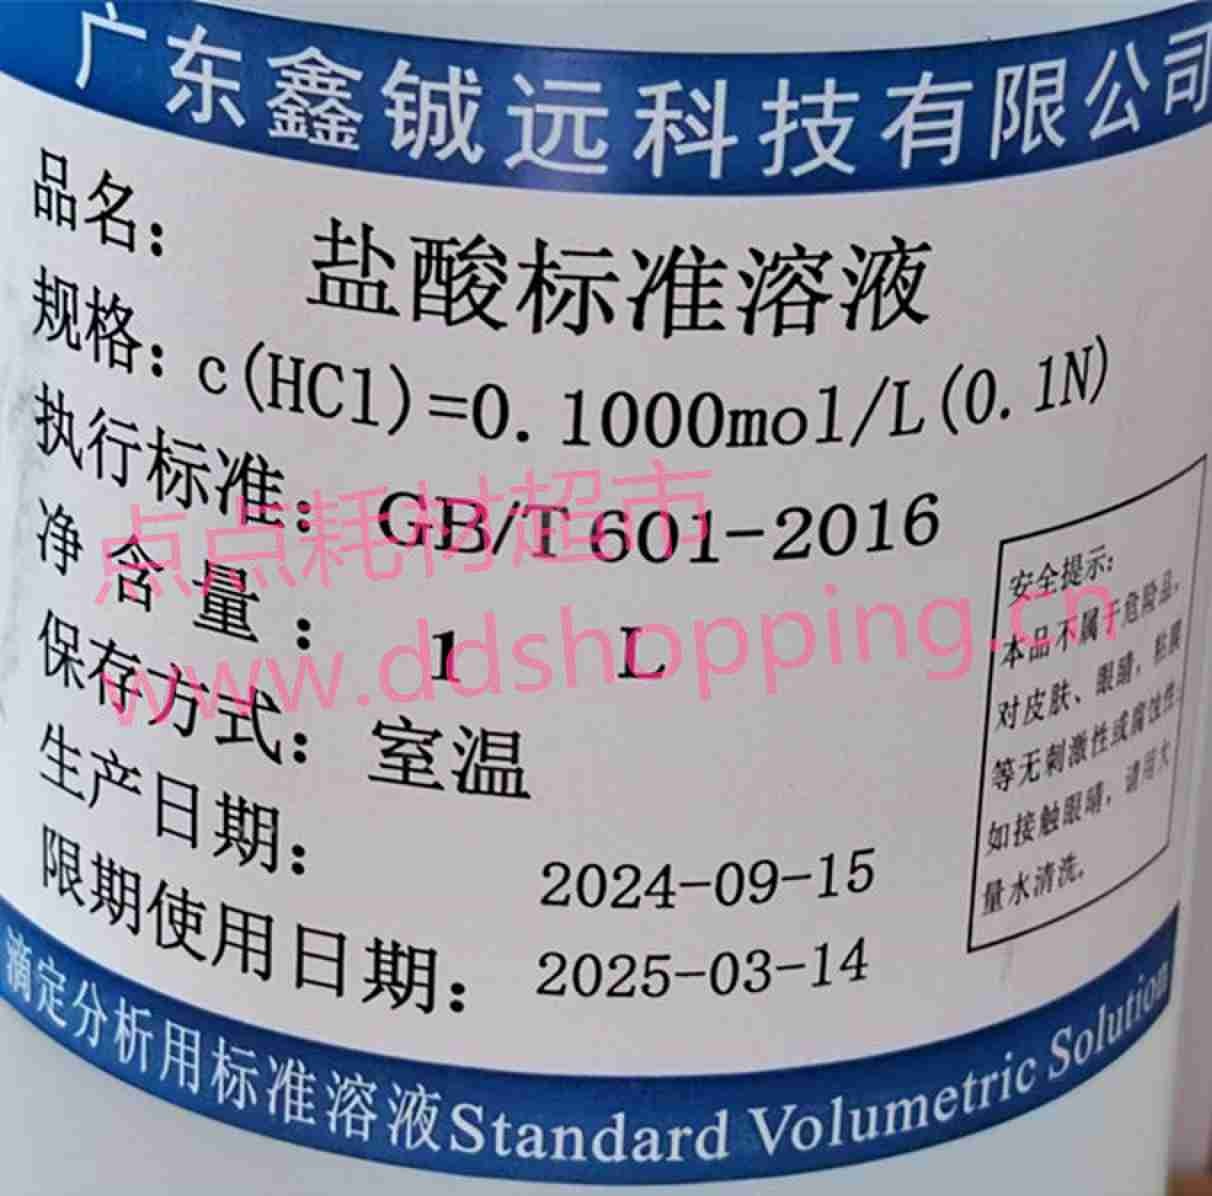 广东鑫铖远科技有限公司
品名： 盐酸标准溶液
规格：c(HCl)=0.1000mol/L(0.1N)
执行标准：GB/T 601-2016
点点耗材超市
净含量： 1 L
www.ddshopping.cn
保存方式：室温
生产日期： 2024-09-15
限期使用日期： 2025-03-14
安全提示：
本品不属于危险品，
对皮肤、眼睛，粘膜
等无刺激性或腐蚀性；
如接触眼睛，请用大
量水清洗。
滴定分析用标准溶液Standard Volumetric Solution